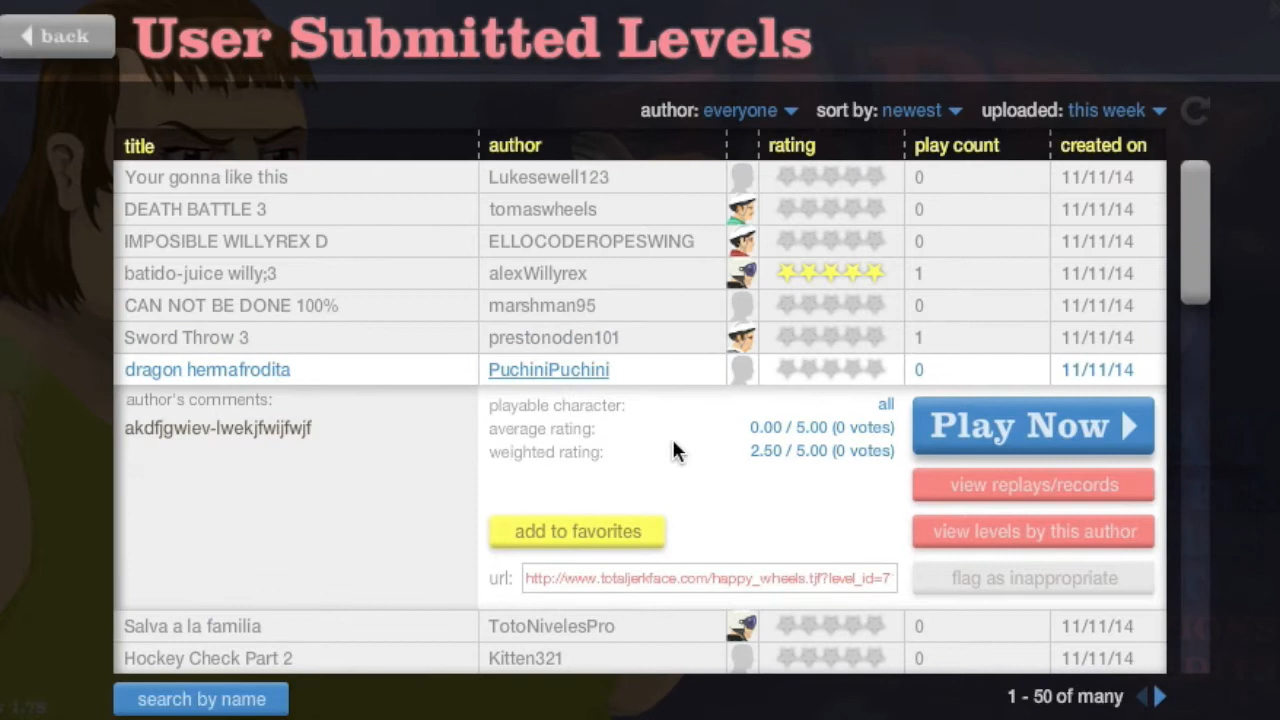 back
User Submitted Levels
author: everyone sort by: newest uploaded: this week
title author rating play count created on
Your gonna like this Lukesewell123 0 11/11/14
DEATH BATTLE 3 tomaswheels 0 11/11/14
IMPOSIBLE WILLYREX D ELLOCODEROPESWING 0 11/11/14
batido-juice willy;3 alexWillyrex 1 11/11/14
CAN NOT BE DONE 100% marshman95 0 11/11/14
Sword Throw 3 prestonoden101 1 11/11/14
dragon hermafrodita PuchiniPuchini 0 11/11/14
author's comments:
akdfjgwiev-lwekjfwijfwjf
playable character: all
average rating: 0.00 / 5.00 (0 votes)
weighted rating: 2.50 / 5.00 (0 votes)
Play Now
view replays/records
add to favorites
view levels by this author
url: http://www.totaljerkface.com/happy_wheels.tjf?level_id=7
flag as inappropriate
Salva a la familia TotoNivelesPro 0 11/11/14
Hockey Check Part 2 Kitten321 0 11/11/14
search by name
1 - 50 of many
1.78